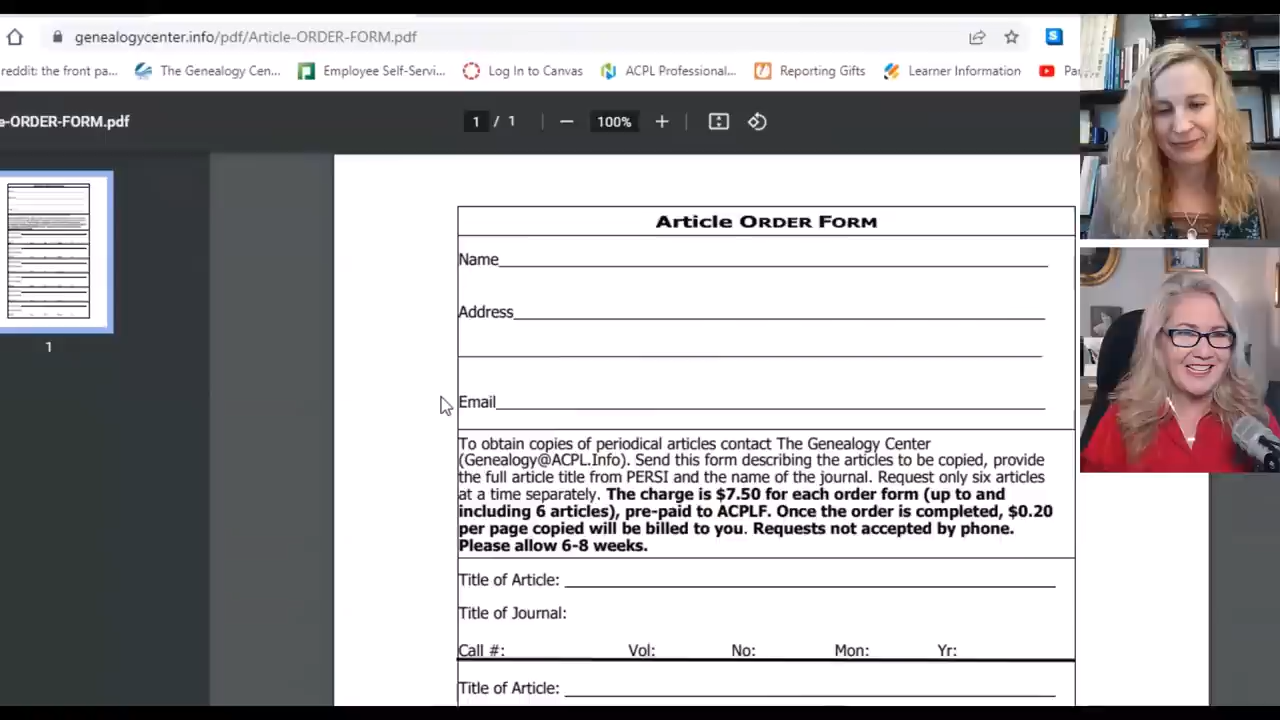 genealogycenter.info/pdf/Article-ORDER-FORM.pdf
S
reddit: the front pa... The Genealogy Cen... Employee Self-Servi... Log In to Canvas ACPL Professional... Reporting Gifts Learner Information Pa
e-ORDER-FORM.pdf 1 / 1 − 100% +
1
Article ORDER FORM
Name
Address
Email
To obtain copies of periodical articles contact The Genealogy Center
(Genealogy@ACPL.Info). Send this form describing the articles to be copied, provide
the full article title from PERSI and the name of the journal. Request only six articles
at a time separately. The charge is $7.50 for each order form (up to and
including 6 articles), pre-paid to ACPLF. Once the order is completed, $0.20
per page copied will be billed to you. Requests not accepted by phone.
Please allow 6-8 weeks.
Title of Article:
Title of Journal:
Call #: Vol: No: Mon: Yr:
Title of Article: